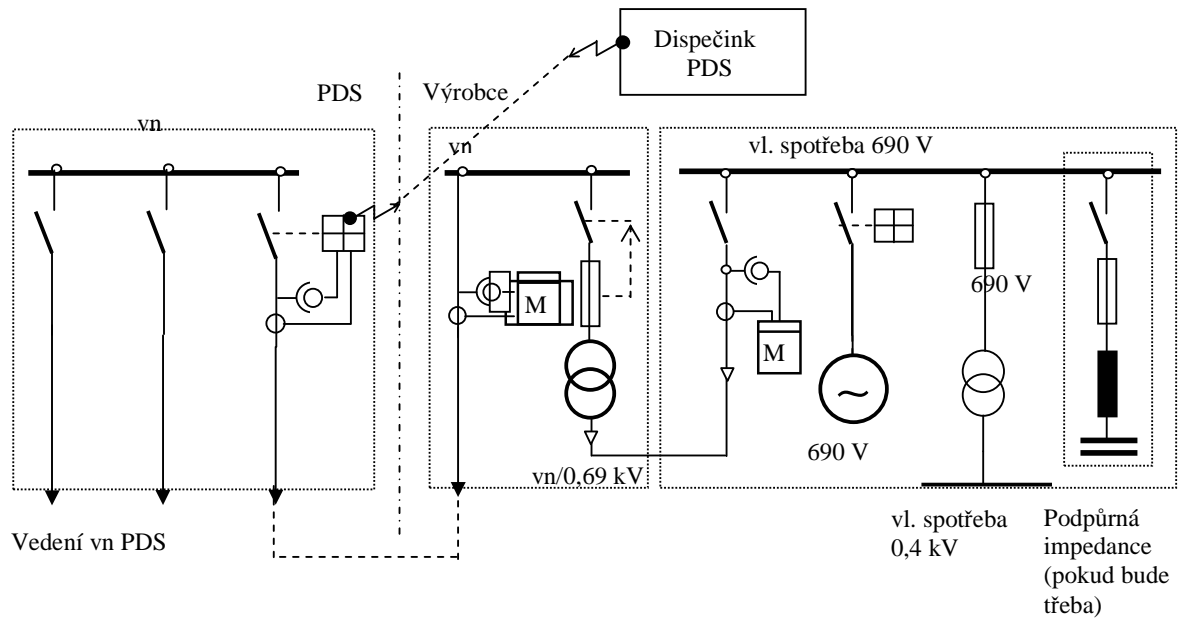 Dispečink
PDS
PDS
Výrobce
vn
vn
vl. spotřeba 690 V
M
M
690 V
690 V
vn/0,69 kV
vl. spotřeba
0,4 kV
Podpůrná
impedance
(pokud bude
třeba)
Vedení vn PDS